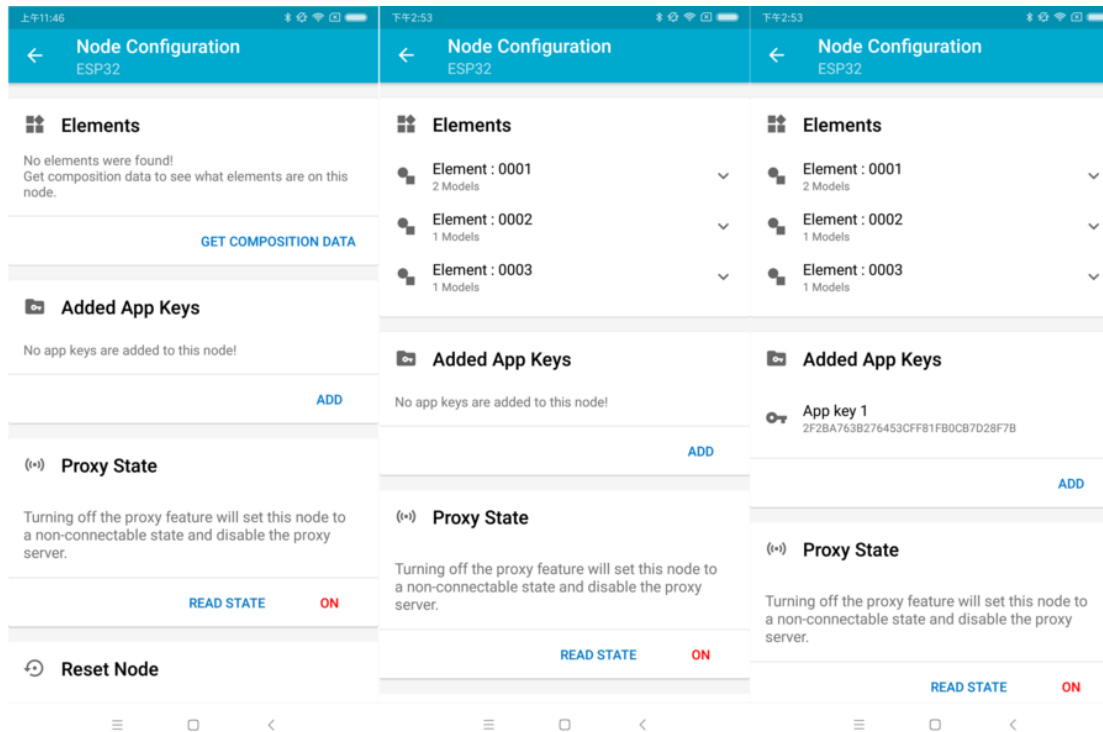 上午11:46
Node Configuration
ESP32
Elements
No elements were found!
Get composition data to see what elements are on this
node.
GET COMPOSITION DATA
Added App Keys
No app keys are added to this node!
ADD
Proxy State
Turning off the proxy feature will set this node to
a non-connectable state and disable the proxy
server.
READ STATE ON
Reset Node
下午2:53
Node Configuration
ESP32
Elements
Element : 0001
2 Models
Element : 0002
1 Models
Element : 0003
1 Models
Added App Keys
No app keys are added to this node!
ADD
Proxy State
Turning off the proxy feature will set this node to
a non-connectable state and disable the proxy
server.
READ STATE ON
下午2:53
Node Configuration
ESP32
Elements
Element : 0001
2 Models
Element : 0002
1 Models
Element : 0003
1 Models
Added App Keys
App key 1
2F2BA763B276453CFF81FB0CB7D28F7B
ADD
Proxy State
Turning off the proxy feature will set this node to
a non-connectable state and disable the proxy
server.
READ STATE ON